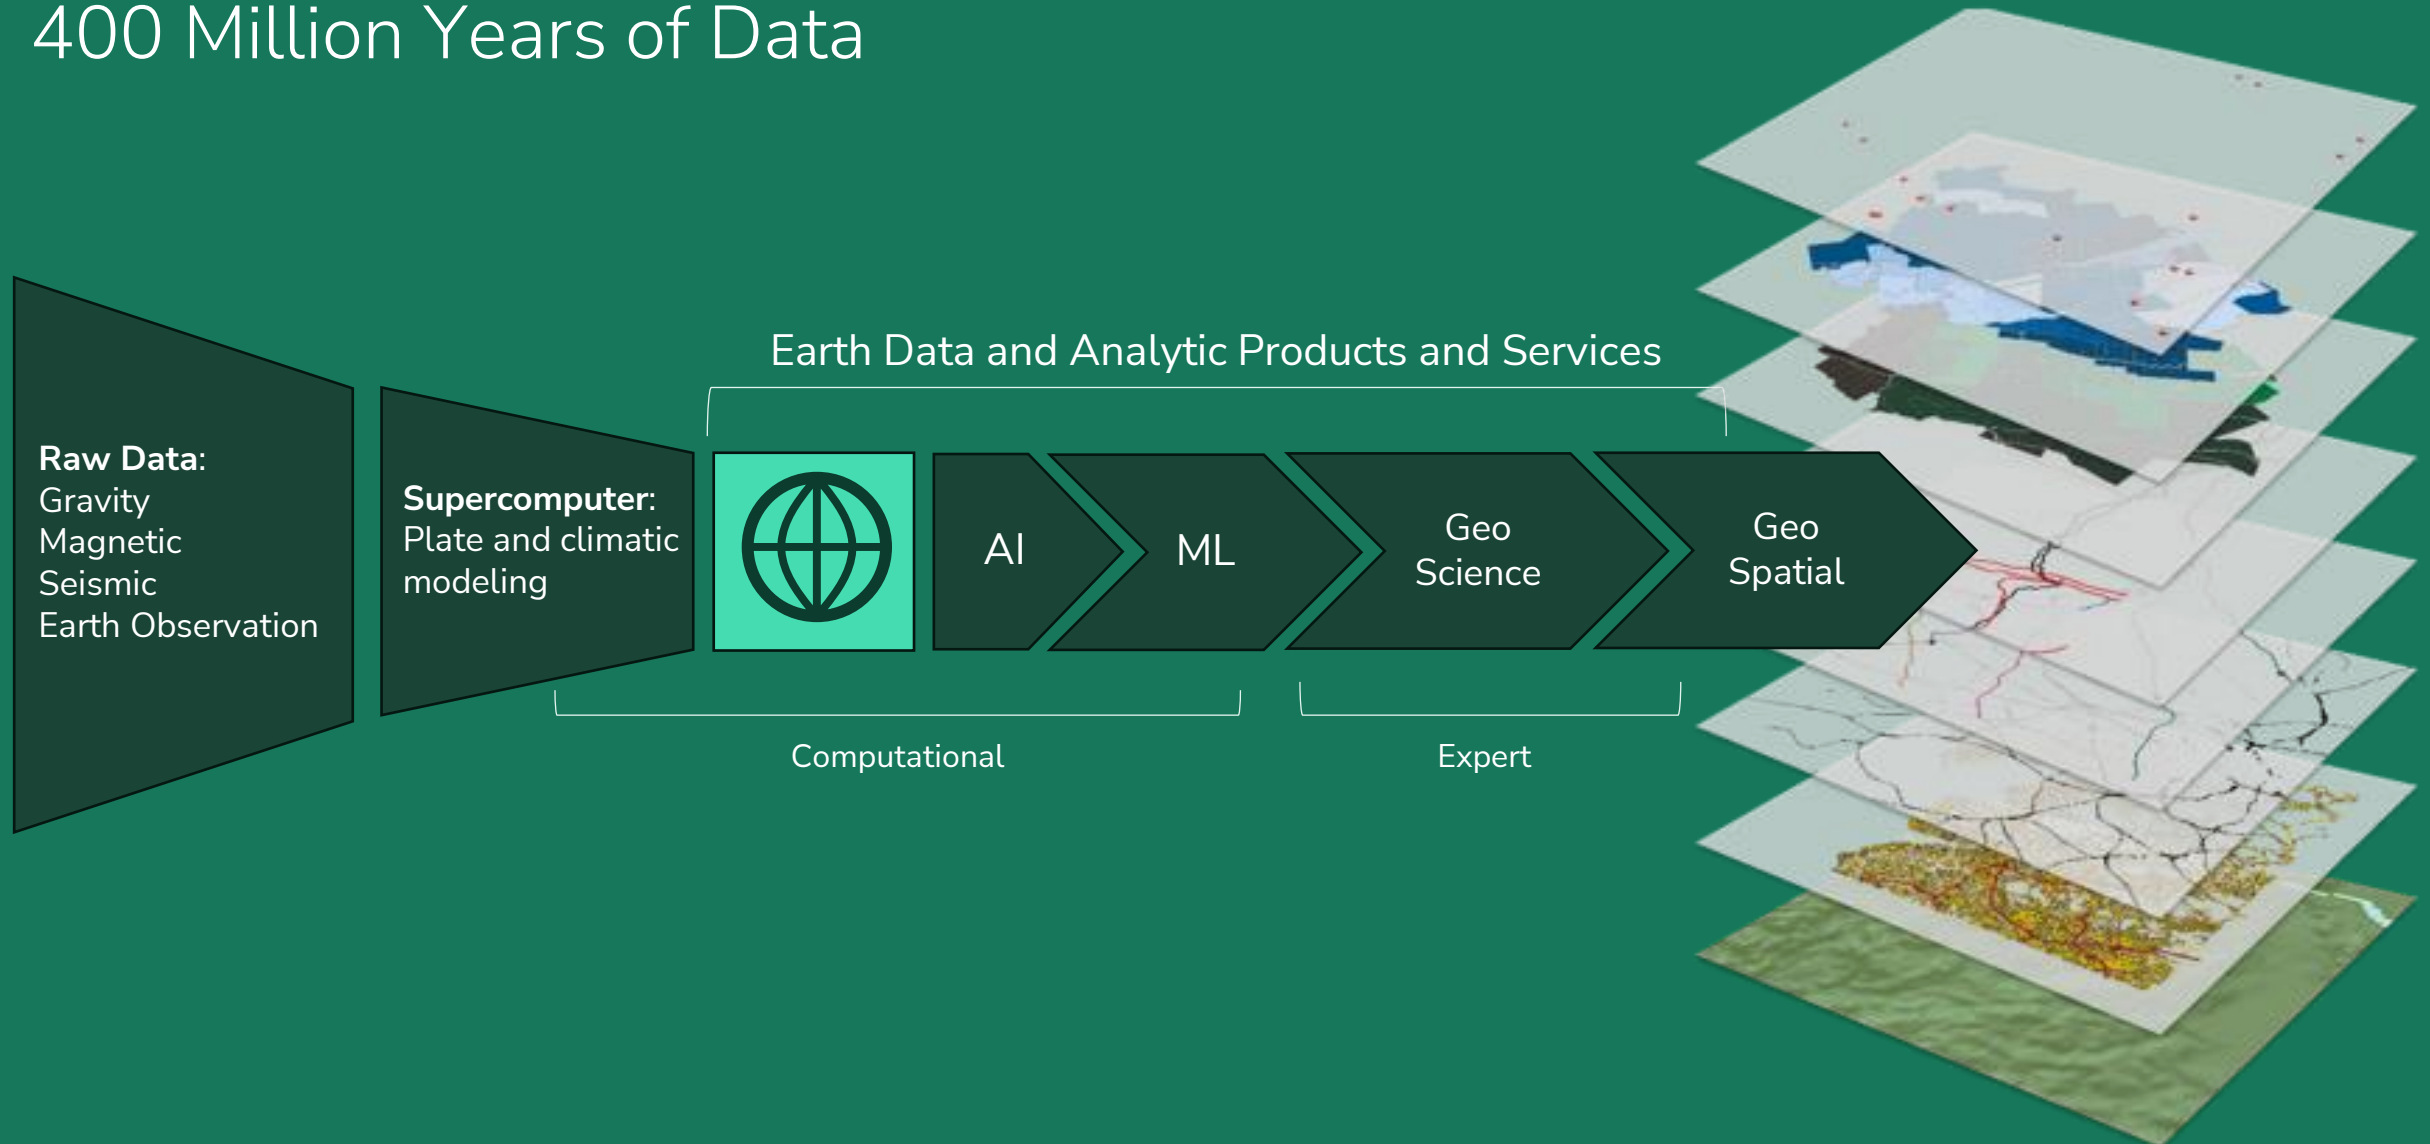 400 Million Years of Data
Earth Data and Analytic Products and Services
Raw Data:
Gravity
Magnetic
Seismic
Earth Observation
Supercomputer:
Plate and climatic
modeling
AI
ML
Geo
Science
Geo
Spatial
Computational
Expert